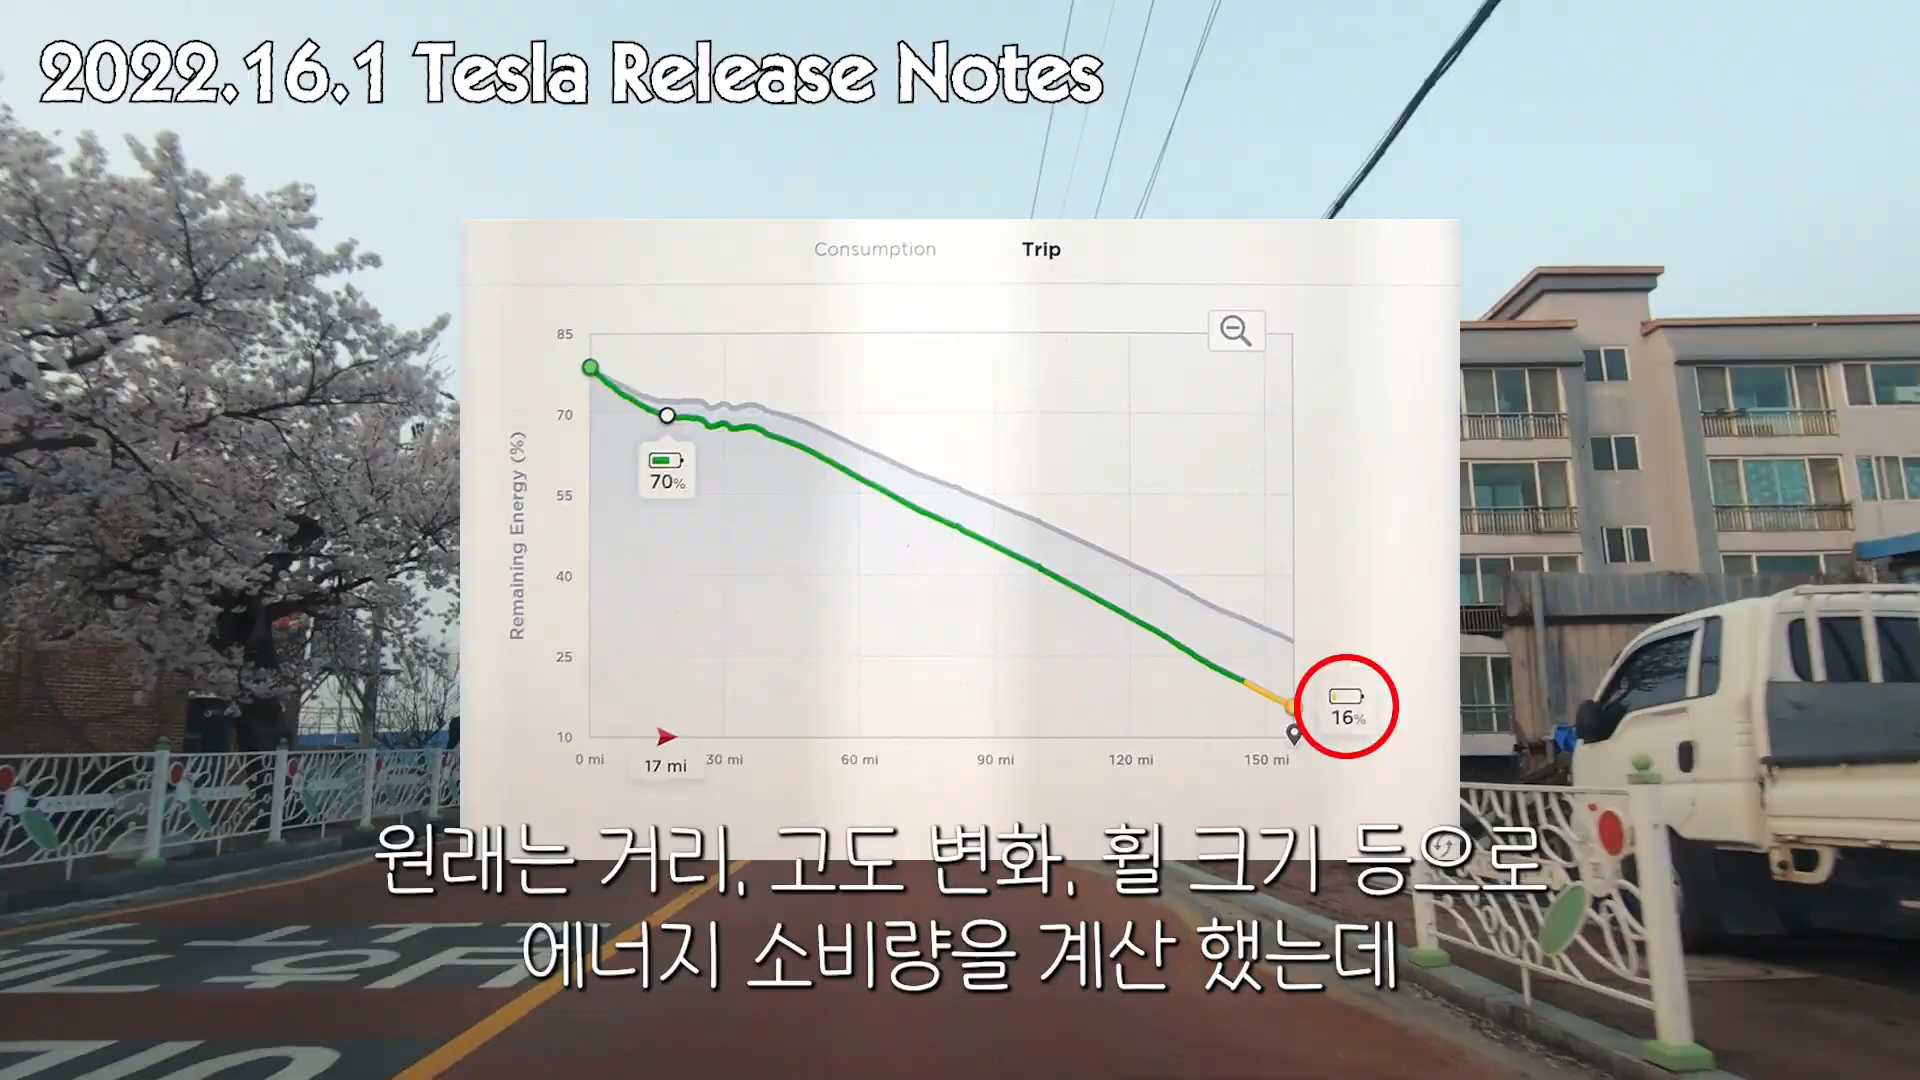 2022.16.1 Tesla Release Notes
Consumption
Trip
85
70
55
40
25
10
Remaining Energy (%)
70%
16%
0 mi
17 mi
30 mi
60 mi
90 mi
120 mi
150 mi
원래는 거리, 고도 변화, 휠 크기 등으로
에너지 소비량을 계산 했는데